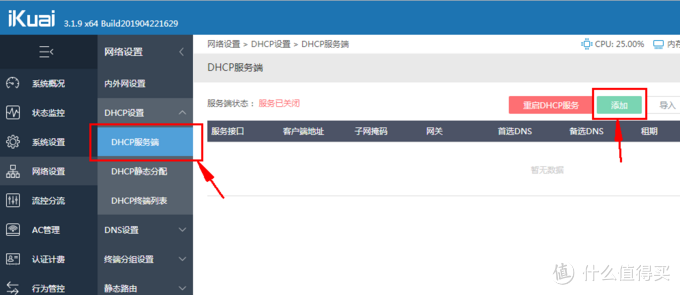 iKuai 3.1.9 x64 Build201904221629
网络设置 > DHCP设置 > DHCP服务端
CPU: 25.00% 内存
系统概况
状态监控
系统设置
网络设置
流控分流
AC管理
认证计费
行为管控
网络设置
内外网设置
DHCP设置
DHCP服务端
DHCP静态分配
DHCP终端列表
DNS设置
终端分组设置
静态路由
DHCP服务端
服务端状态： 服务已关闭
重启DHCP服务 添加 导入
服务接口 客户端地址 子网掩码 网关 首选DNS 备选DNS 租期
暂无数据
值 什么值得买